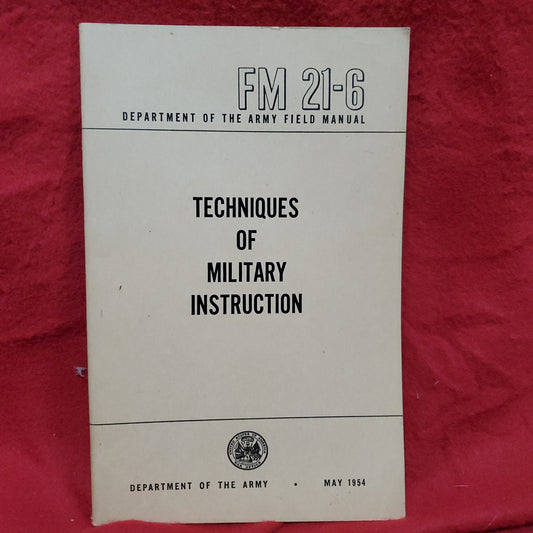 FM 21-6
DEPARTMENT OF THE ARMY FIELD MANUAL
TECHNIQUES
OF
MILITARY
INSTRUCTION
DEPARTMENT OF THE ARMY • MAY 1954